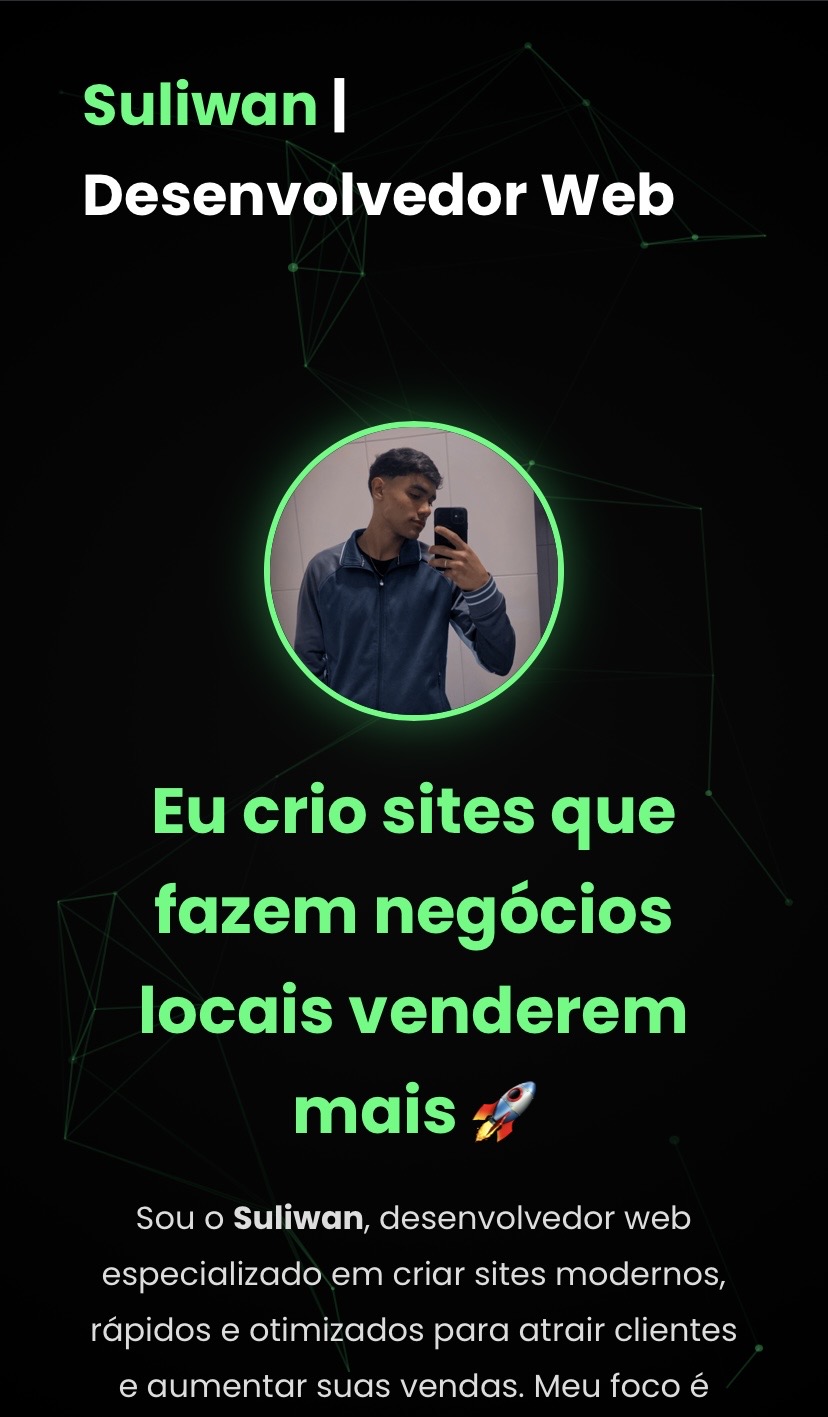 Suliwan |
Desenvolvedor Web
Eu crio sites que
fazem negócios
locais venderem
mais 🚀
Sou o Suliwan, desenvolvedor web
especializado em criar sites modernos,
rápidos e otimizados para atrair clientes
e aumentar suas vendas. Meu foco é